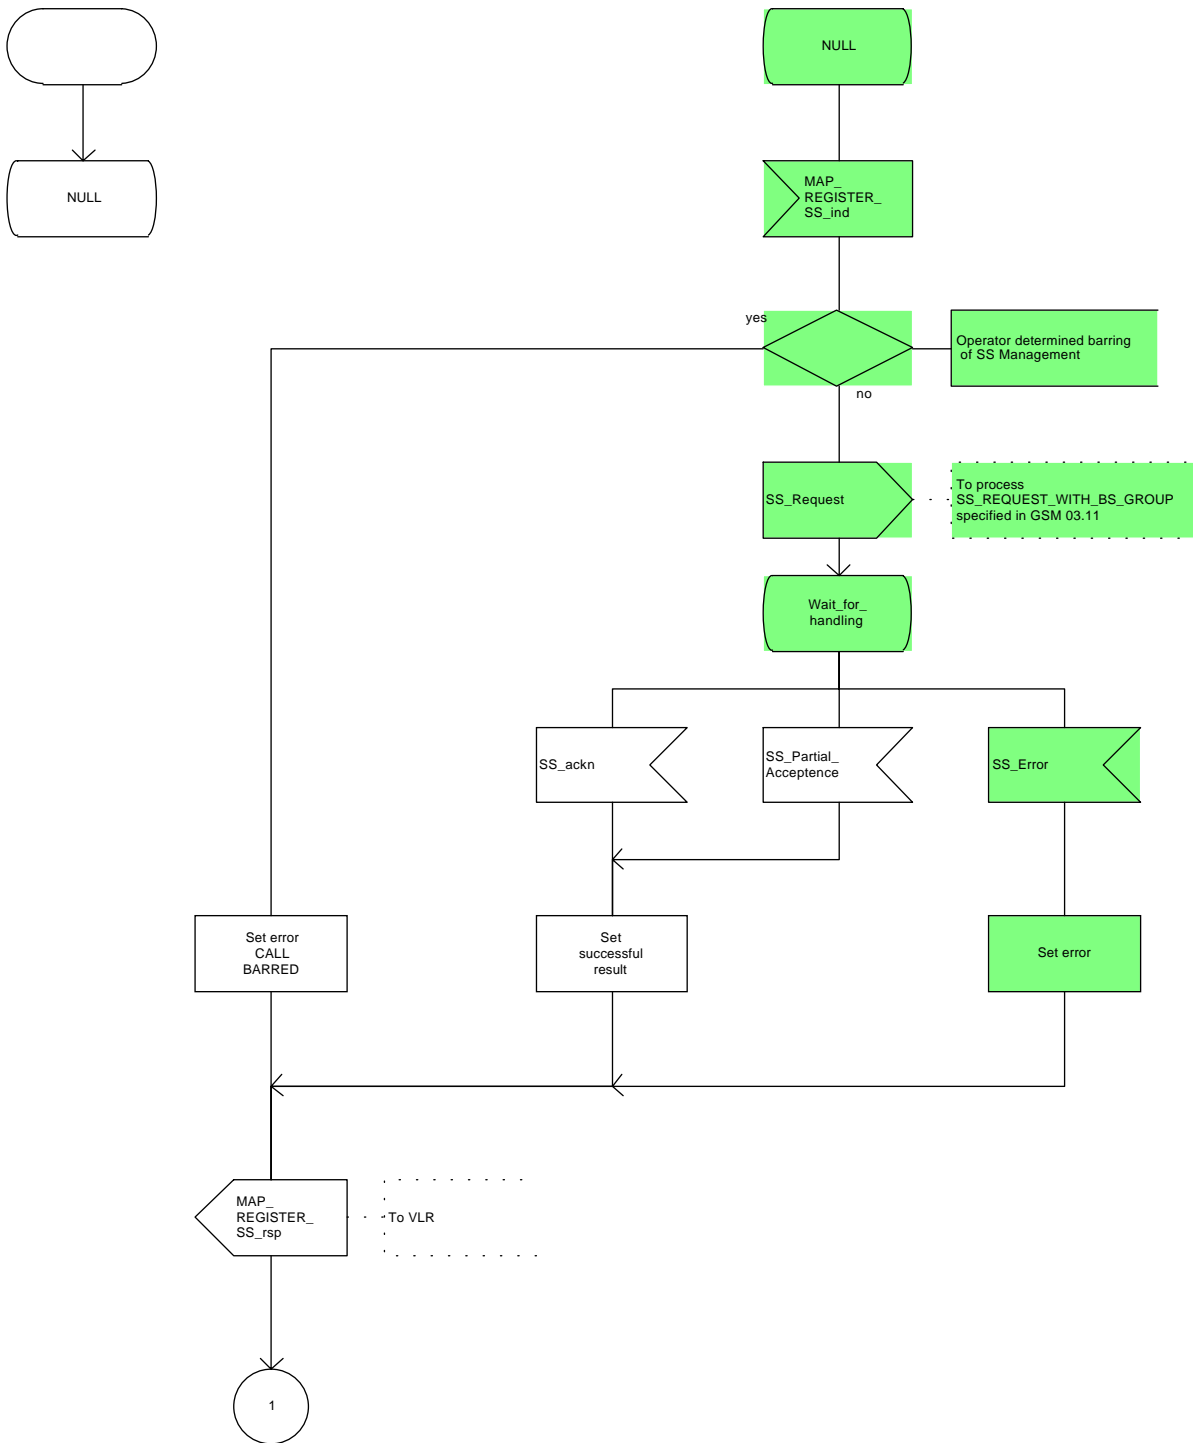 NULL
NULL
MAP_
REGISTER_
SS_ind
yes
Operator determined barring
of SS Management
no
SS_Request
To process
SS_REQUEST_WITH_BS_GROUP
specified in GSM 03.11
Wait_for_
handling
SS_ackn
SS_Partial_
Acceptence
SS_Error
Set error
CALL
BARRED
Set
successful
result
Set error
MAP_
REGISTER_
SS_rsp
To VLR
1